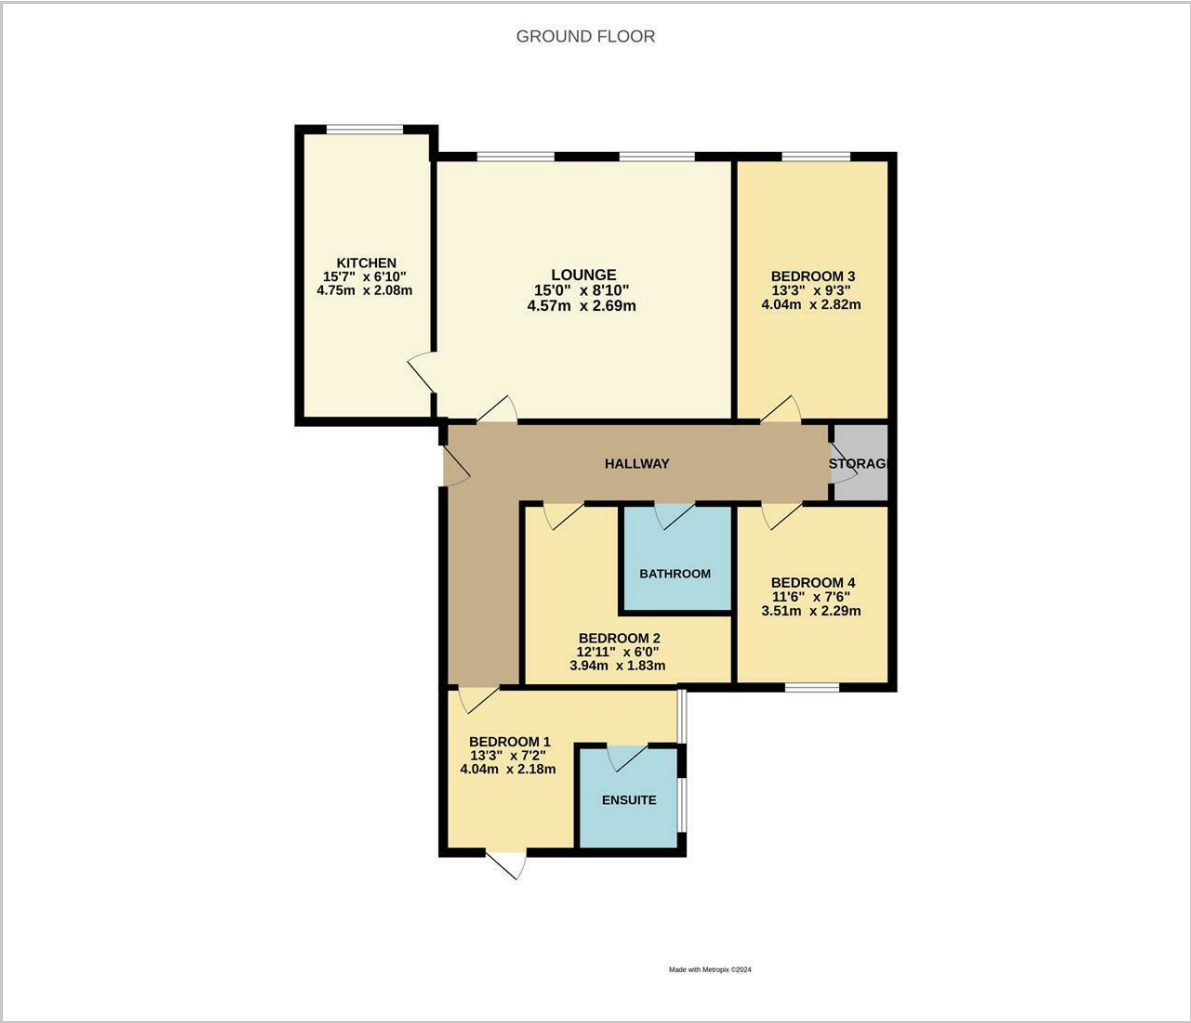 GROUND FLOOR
KITCHEN
15'7" x 6'10"
4.75m x 2.08m
LOUNGE
15'0" x 8'10"
4.57m x 2.69m
BEDROOM 3
13'3" x 9'3"
4.04m x 2.82m
HALLWAY
STORAGE
BATHROOM
BEDROOM 4
11'6" x 7'6"
3.51m x 2.29m
BEDROOM 2
12'11" x 6'0"
3.94m x 1.83m
BEDROOM 1
13'3" x 7'2"
4.04m x 2.18m
ENSUITE
Made with Metropix ©2024